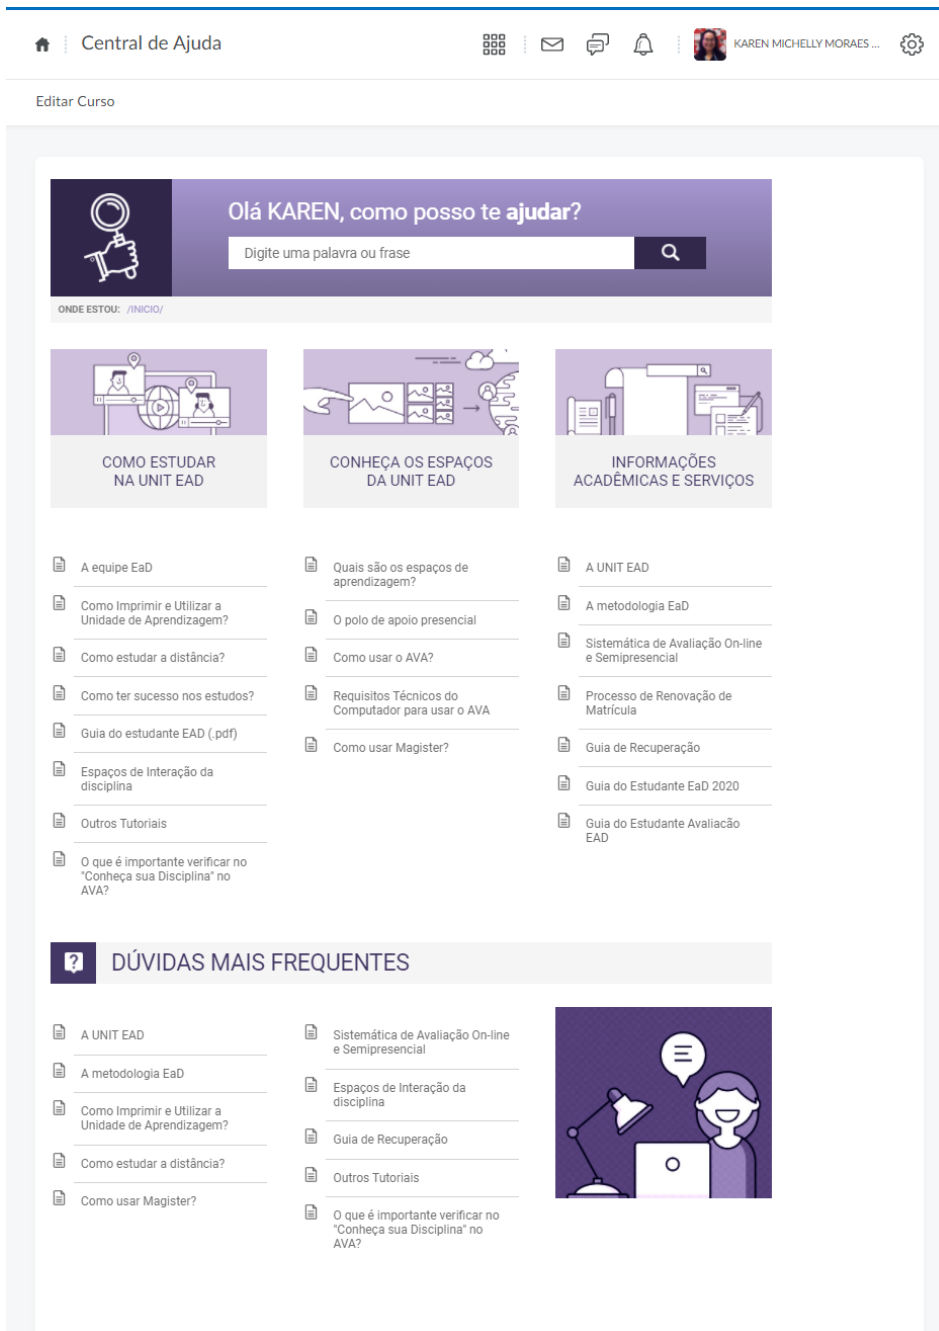 Central de Ajuda
KAREN MICHELLY MORAES ...
Editar Curso
Olá KAREN, como posso te ajudar?
Digite uma palavra ou frase
ONDE ESTOU: /INICIO/
COMO ESTUDAR
NA UNIT EAD
CONHEÇA OS ESPAÇOS
DA UNIT EAD
INFORMAÇÕES
ACADÊMICAS E SERVIÇOS
A equipe EaD
Como Imprimir e Utilizar a
Unidade de Aprendizagem?
Como estudar a distância?
Como ter sucesso nos estudos?
Guia do estudante EAD (.pdf)
Espaços de Interação da
disciplina
Outros Tutoriais
O que é importante verificar no
"Conheça sua Disciplina" no
AVA?
Quais são os espaços de
aprendizagem?
O polo de apoio presencial
Como usar o AVA?
Requisitos Técnicos do
Computador para usar o AVA
Como usar Magister?
A UNIT EAD
A metodologia EaD
Sistemática de Avaliação On-line
e Semipresencial
Processo de Renovação de
Matrícula
Guia de Recuperação
Guia do Estudante EaD 2020
Guia do Estudante Avaliacão
EAD
DÚVIDAS MAIS FREQUENTES
A UNIT EAD
A metodologia EaD
Como Imprimir e Utilizar a
Unidade de Aprendizagem?
Como estudar a distância?
Como usar Magister?
Sistemática de Avaliação On-line
e Semipresencial
Espaços de Interação da
disciplina
Guia de Recuperação
Outros Tutoriais
O que é importante verificar no
"Conheça sua Disciplina" no
AVA?